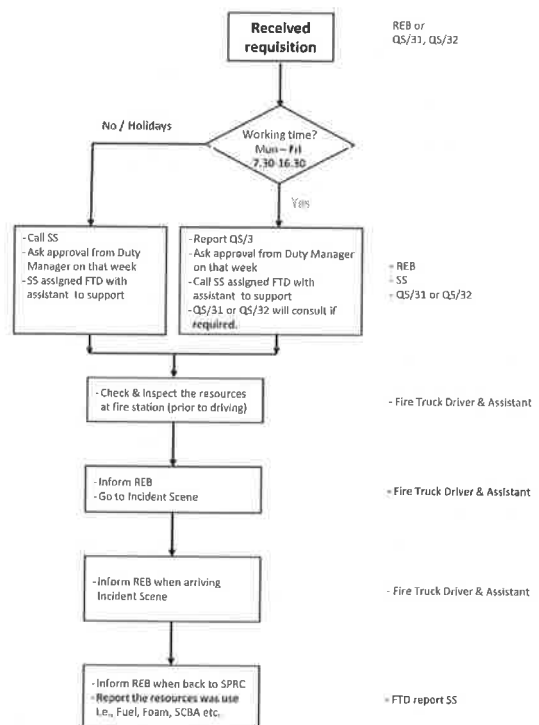 Received
requisition
REB or
QS/31, QS/32
No / Holidays
Working time?
Mun – Fri
7.30-16.30
Yes
- Call SS
- Ask approval from Duty
Manager on that week
- SS assigned FTD with
assistant to support
- Report QS/3
- Ask approval from Duty Manager
on that week
- Call SS assigned FTD with
assistant to support
- QS/31 or QS/32 will consult if
required.
- REB
- SS
- QS/31 or QS/32
- Check & Inspect the resources
at fire station (prior to driving)
- Fire Truck Driver & Assistant
- Inform REB
- Go to Incident Scene
- Fire Truck Driver & Assistant
- Inform REB when arriving
Incident Scene
- Fire Truck Driver & Assistant
- Inform REB when back to SPRC
- Report the resources was use
i.e., Fuel, Foam, SCBA etc.
- FTD report SS